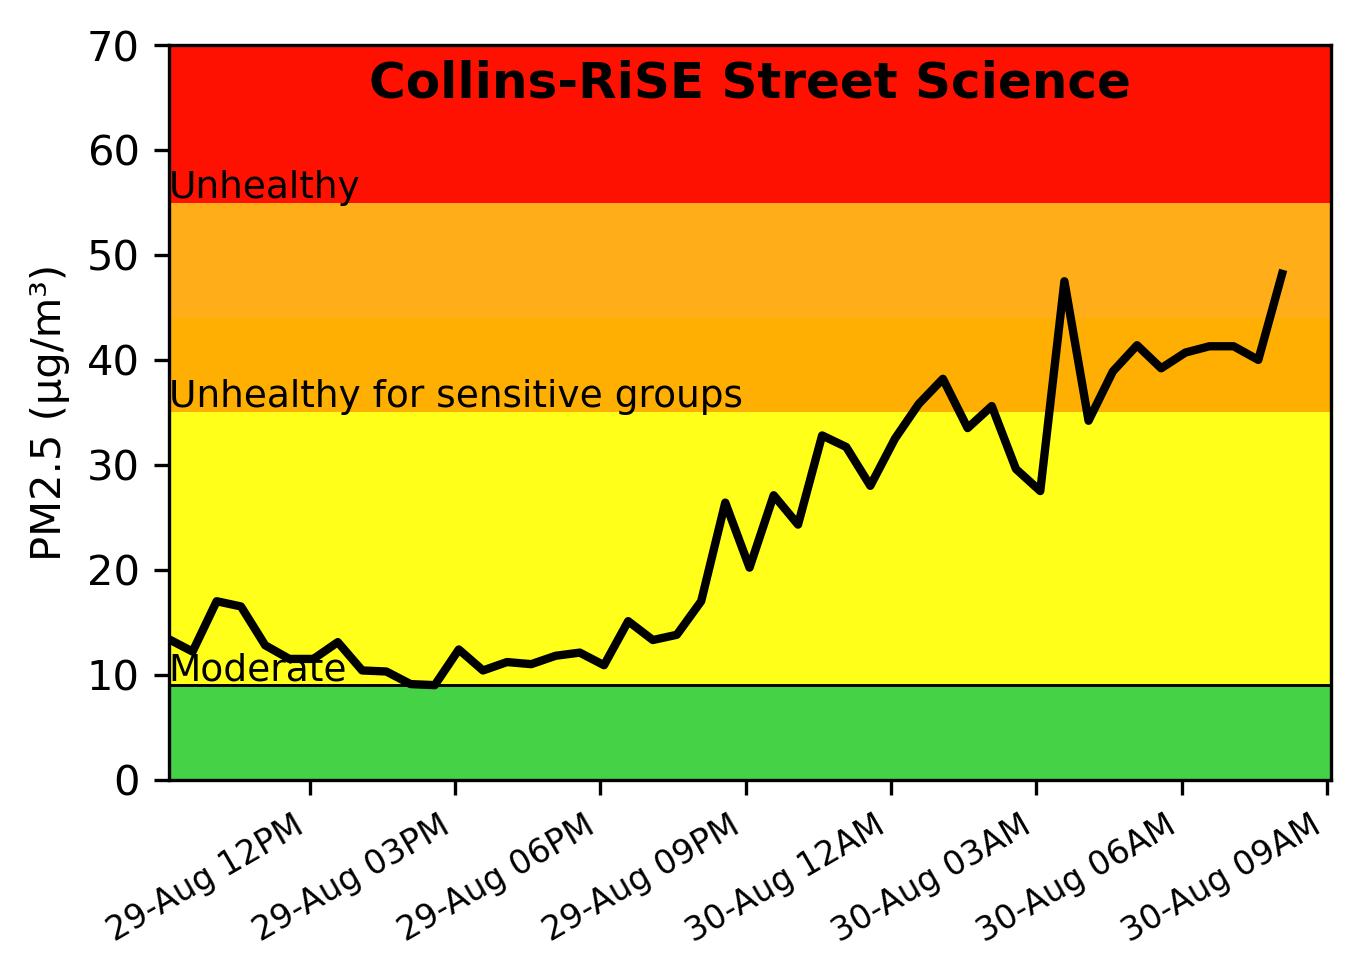 Collins-RiSE Street Science
70
60
50
40
30
20
10
0
PM2.5 (µg/m³)
Unhealthy
Unhealthy for sensitive groups
Moderate
29-Aug 12PM
29-Aug 03PM
29-Aug 06PM
29-Aug 09PM
30-Aug 12AM
30-Aug 03AM
30-Aug 06AM
30-Aug 09AM